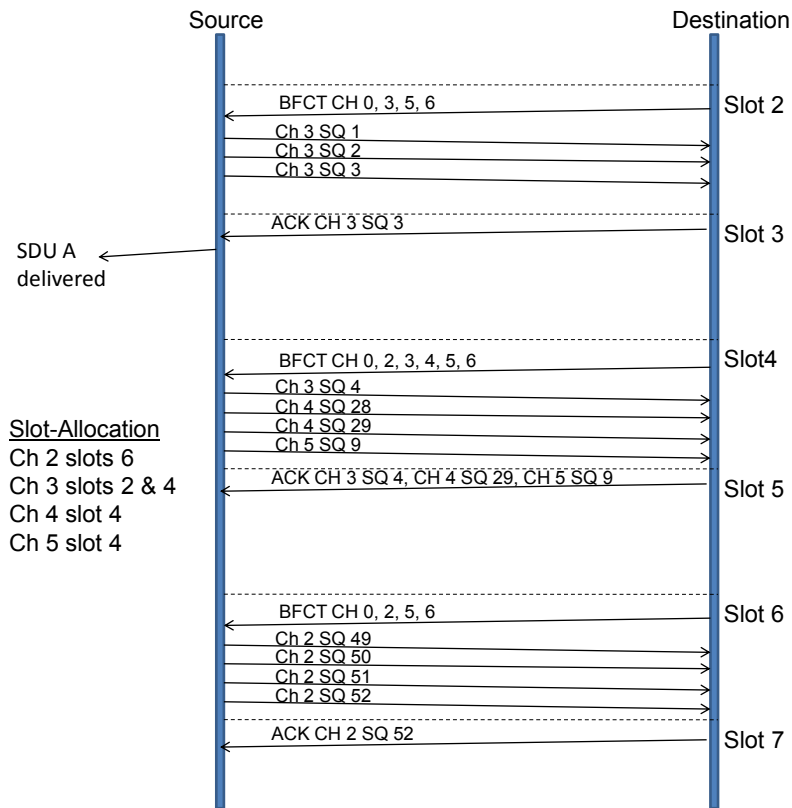 Source
Destination
BFCT CH 0, 3, 5, 6
Slot 2
Ch 3 SQ 1
Ch 3 SQ 2
Ch 3 SQ 3
ACK CH 3 SQ 3
Slot 3
SDU A
delivered
BFCT CH 0, 2, 3, 4, 5, 6
Slot4
Ch 3 SQ 4
Ch 4 SQ 28
Ch 4 SQ 29
Ch 5 SQ 9
Slot-Allocation
Ch 2 slots 6
Ch 3 slots 2 & 4
Ch 4 slot 4
Ch 5 slot 4
ACK CH 3 SQ 4, CH 4 SQ 29, CH 5 SQ 9
Slot 5
BFCT CH 0, 2, 5, 6
Slot 6
Ch 2 SQ 49
Ch 2 SQ 50
Ch 2 SQ 51
Ch 2 SQ 52
ACK CH 2 SQ 52
Slot 7